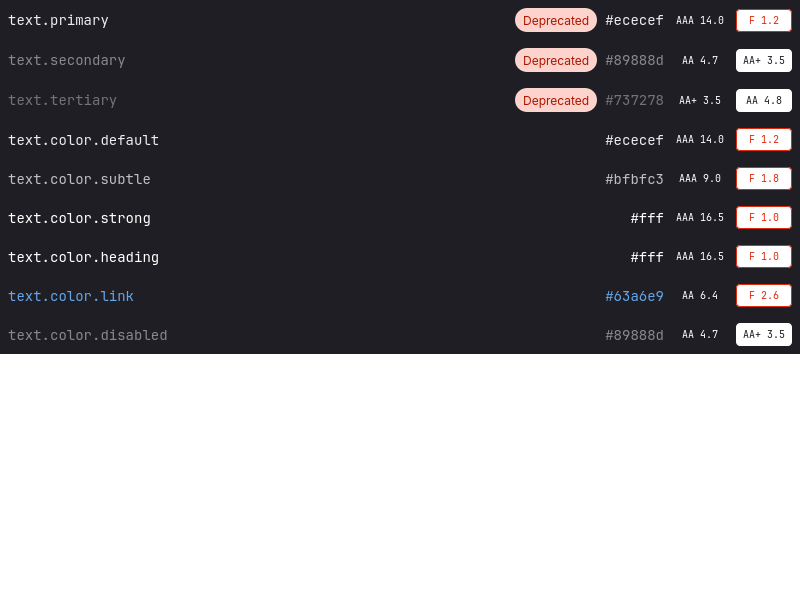 text.primary Deprecated #ececef AAA 14.0 F 1.2
text.secondary Deprecated #89888d AA 4.7 AA+ 3.5
text.tertiary Deprecated #737278 AA+ 3.5 AA 4.8
text.color.default #ececef AAA 14.0 F 1.2
text.color.subtle #bfbfc3 AAA 9.0 F 1.8
text.color.strong #fff AAA 16.5 F 1.0
text.color.heading #fff AAA 16.5 F 1.0
text.color.link #63a6e9 AA 6.4 F 2.6
text.color.disabled #89888d AA 4.7 AA+ 3.5